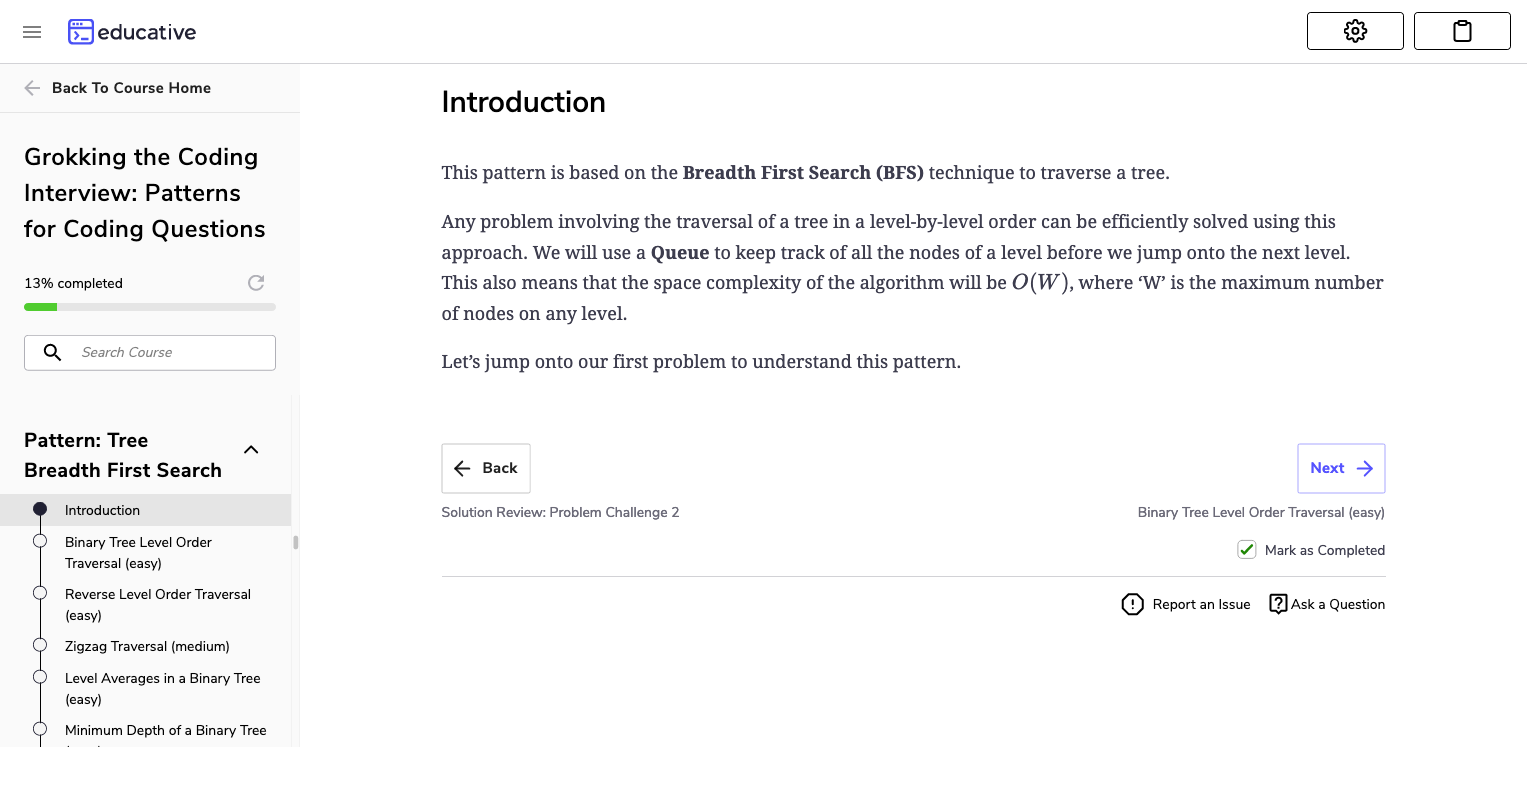 educative
Back To Course Home
Grokking the Coding
Interview: Patterns
for Coding Questions
13% completed
Search Course
Pattern: Tree
Breadth First Search
Introduction
Binary Tree Level Order
Traversal (easy)
Reverse Level Order Traversal
(easy)
Zigzag Traversal (medium)
Level Averages in a Binary Tree
(easy)
Minimum Depth of a Binary Tree
Introduction
This pattern is based on the Breadth First Search (BFS) technique to traverse a tree.
Any problem involving the traversal of a tree in a level-by-level order can be efficiently solved using this
approach. We will use a Queue to keep track of all the nodes of a level before we jump onto the next level.
This also means that the space complexity of the algorithm will be O(W), where ‘W’ is the maximum number
of nodes on any level.
Let’s jump onto our first problem to understand this pattern.
Back
Next
Solution Review: Problem Challenge 2
Binary Tree Level Order Traversal (easy)
Mark as Completed
Report an Issue
Ask a Question